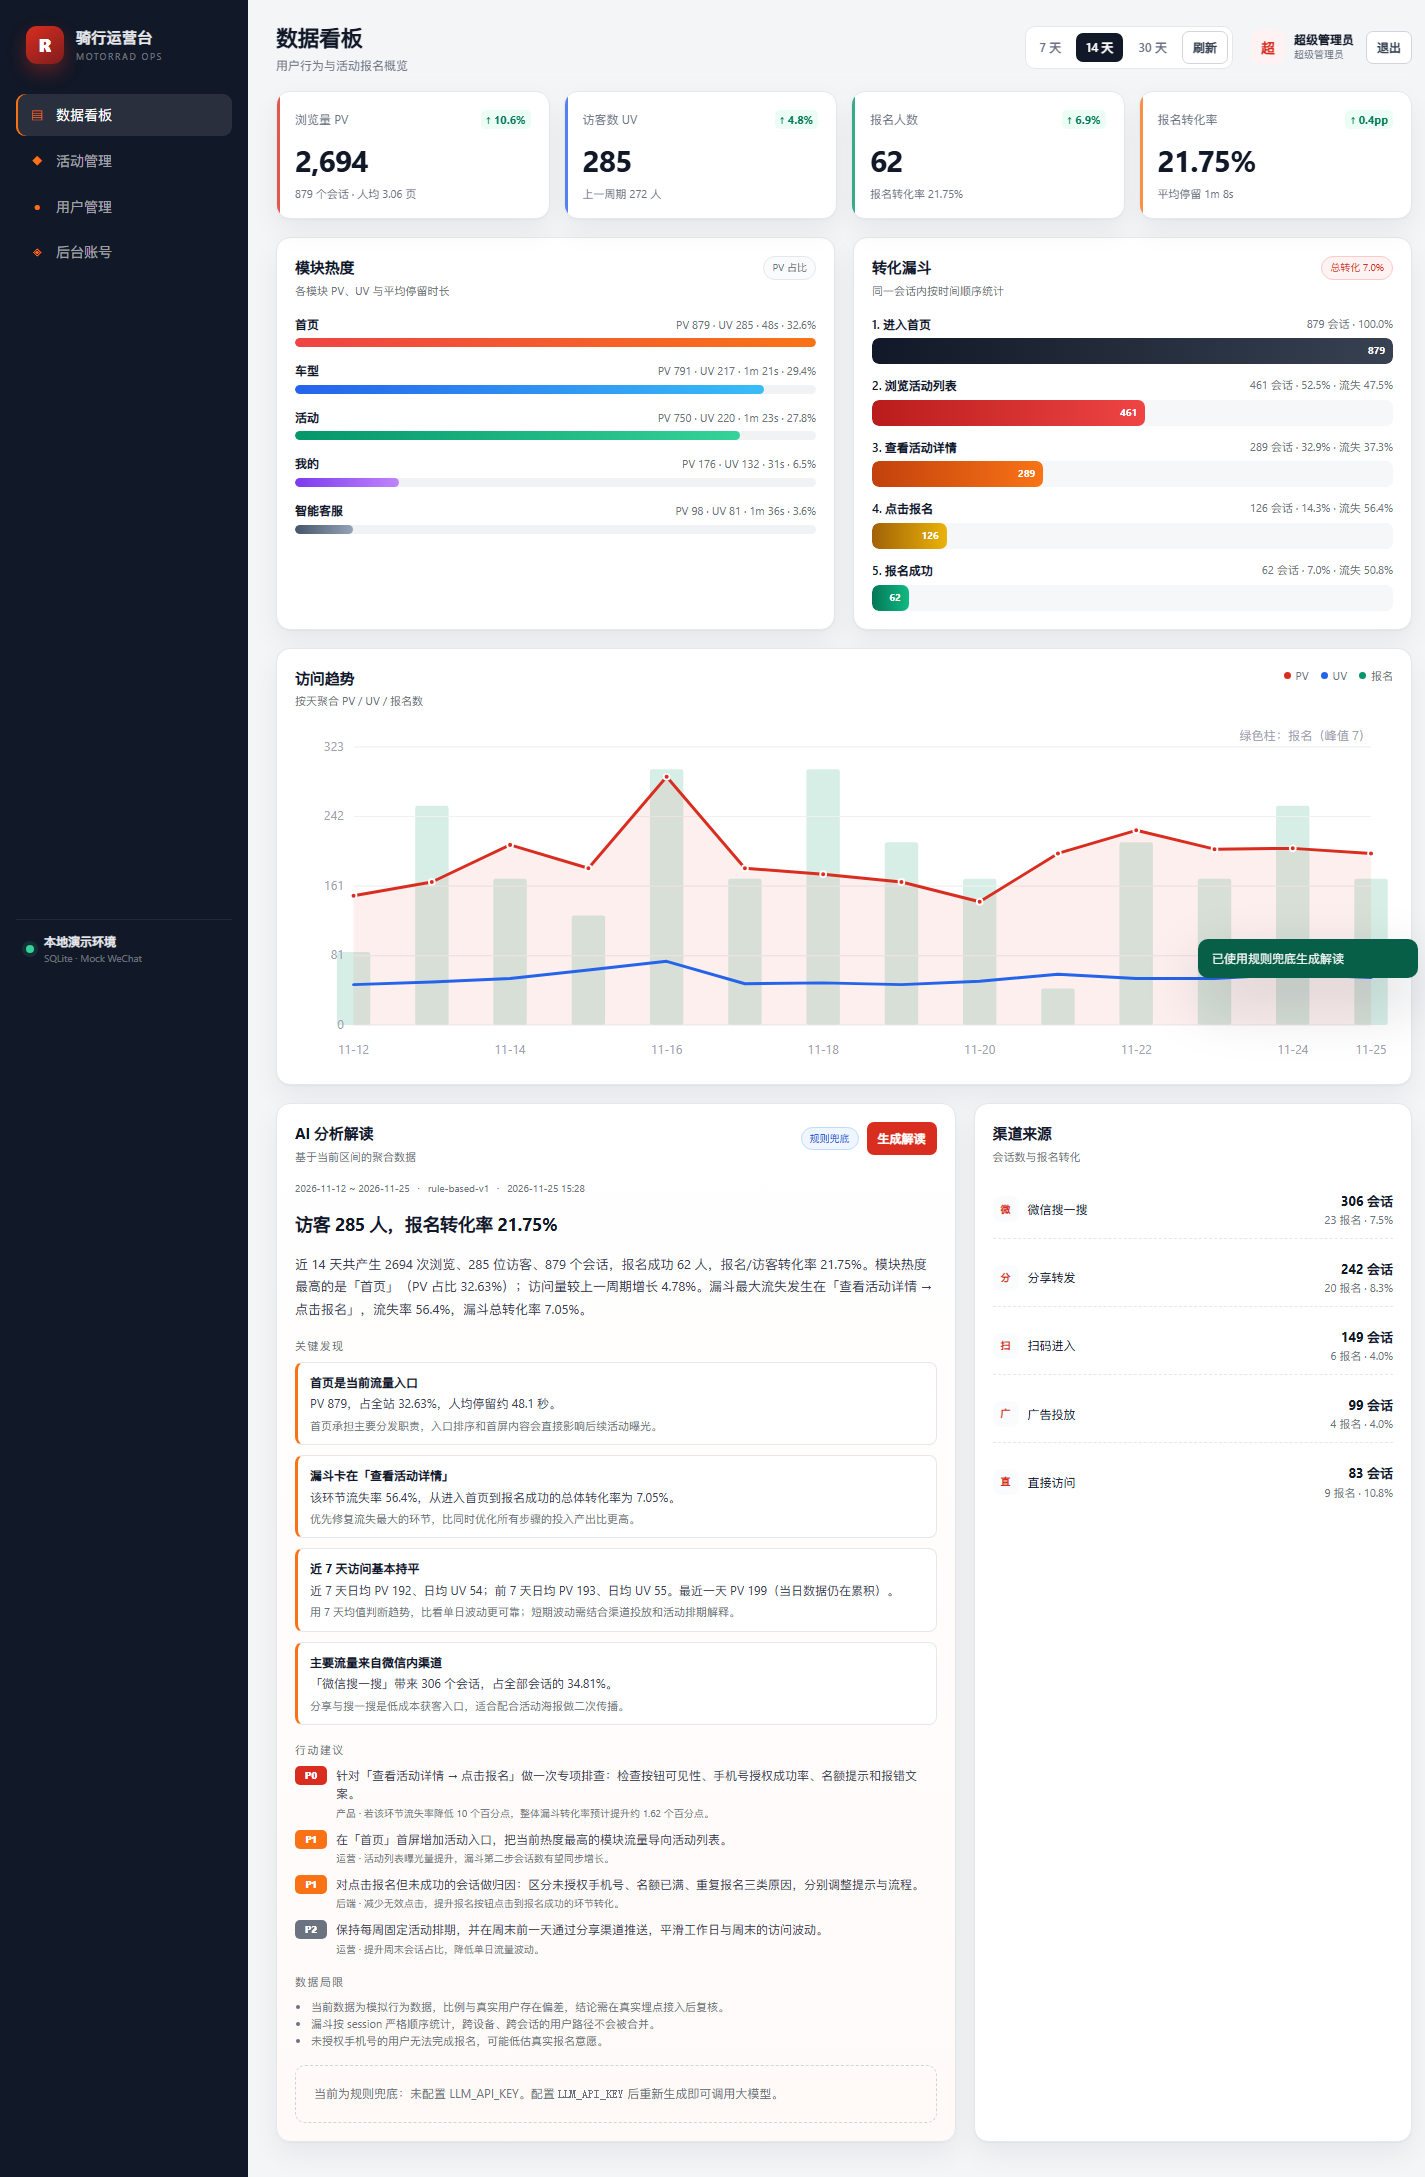 R
骑行运营台
MOTORRAD OPS
数据看板
活动管理
用户管理
后台账号
本地演示环境
SQLite · Mock WeChat
数据看板
用户行为与活动报名概览
7 天
14 天
30 天
刷新
超
超级管理员
超级管理员
退出
浏览量 PV
↑ 10.6%
2,694
879 个会话 · 人均 3.06 页
访客数 UV
↑ 4.8%
285
上一周期 272 人
报名人数
↑ 6.9%
62
报名转化率 21.75%
报名转化率
↑ 0.4pp
21.75%
平均停留 1m 8s
模块热度
PV 占比
各模块 PV、UV 与平均停留时长
首页
PV 879 · UV 285 · 48s · 32.6%
车型
PV 791 · UV 217 · 1m 21s · 29.4%
活动
PV 750 · UV 220 · 1m 23s · 27.8%
我的
PV 176 · UV 132 · 31s · 6.5%
智能客服
PV 98 · UV 81 · 1m 36s · 3.6%
转化漏斗
总转化 7.0%
同一会话内按时间顺序统计
1. 进入首页
879 会话 · 100.0%
879
2. 浏览活动列表
461 会话 · 52.5% · 流失 47.5%
461
3. 查看活动详情
289 会话 · 32.9% · 流失 37.3%
289
4. 点击报名
126 会话 · 14.3% · 流失 56.4%
126
5. 报名成功
62 会话 · 7.0% · 流失 50.8%
62
访问趋势
PV
UV
报名
按天聚合 PV / UV / 报名数
绿色柱：报名（峰值 7）
323
242
161
81
0
11-12
11-14
11-16
11-18
11-20
11-22
11-24
11-25
已使用规则兜底生成解读
AI 分析解读
规则兜底
生成解读
基于当前区间的聚合数据
2026-11-12 ~ 2026-11-25 · rule-based-v1 · 2026-11-25 15:28
访客 285 人，报名转化率 21.75%
近 14 天共产生 2694 次浏览、285 位访客、879 个会话，报名成功 62 人，报名/访客转化率 21.75%。模块热度
最高的是「首页」（PV 占比 32.63%）；访问量较上一周期增长 4.78%。漏斗最大流失发生在「查看活动详情 →
点击报名」，流失率 56.4%，漏斗总转化率 7.05%。
关键发现
首页是当前流量入口
PV 879，占全站 32.63%，人均停留约 48.1 秒。
首页承担主要分发职责，入口排序和首屏内容会直接影响后续活动曝光。
漏斗卡在「查看活动详情」
该环节流失率 56.4%，从进入首页到报名成功的总体转化率为 7.05%。
优先修复流失最大的环节，比同时优化所有步骤的投入产出比更高。
近 7 天访问基本持平
近 7 天日均 PV 192、日均 UV 54；前 7 天日均 PV 193、日均 UV 55。最近一天 PV 199（当日数据仍在累积）。
用 7 天均值判断趋势，比看单日波动更可靠；短期波动需结合渠道投放和活动排期解释。
主要流量来自微信内渠道
「微信搜一搜」带来 306 个会话，占全部会话的 34.81%。
分享与搜一搜是低成本获客入口，适合配合活动海报做二次传播。
行动建议
P0
针对「查看活动详情 → 点击报名」做一次专项排查：检查按钮可见性、手机号授权成功率、名额提示和报错文
案。
产品 · 若该环节流失率降低 10 个百分点，整体漏斗转化率预计提升约 1.62 个百分点。
P1
在「首页」首屏增加活动入口，把当前热度最高的模块流量导向活动列表。
运营 · 活动列表曝光量提升，漏斗第二步会话数有望同步增长。
P1
对点击报名但未成功的会话做归因：区分未授权手机号、名额已满、重复报名三类原因，分别调整提示与流程。
后端 · 减少无效点击，提升报名按钮点击到报名成功的环节转化。
P2
保持每周固定活动排期，并在周末前一天通过分享渠道推送，平滑工作日与周末的访问波动。
运营 · 提升周末会话占比，降低单日流量波动。
数据局限
当前数据为模拟行为数据，比例与真实用户存在偏差，结论需在真实埋点接入后复核。
漏斗按 session 严格顺序统计，跨设备、跨会话的用户路径不会被合并。
未授权手机号的用户无法完成报名，可能低估真实报名意愿。
当前为规则兜底：未配置 LLM_API_KEY。配置 LLM_API_KEY 后重新生成即可调用大模型。
渠道来源
会话数与报名转化
微
微信搜一搜
306 会话
23 报名 · 7.5%
分
分享转发
242 会话
20 报名 · 8.3%
扫
扫码进入
149 会话
6 报名 · 4.0%
广
广告投放
99 会话
4 报名 · 4.0%
直
直接访问
83 会话
9 报名 · 10.8%